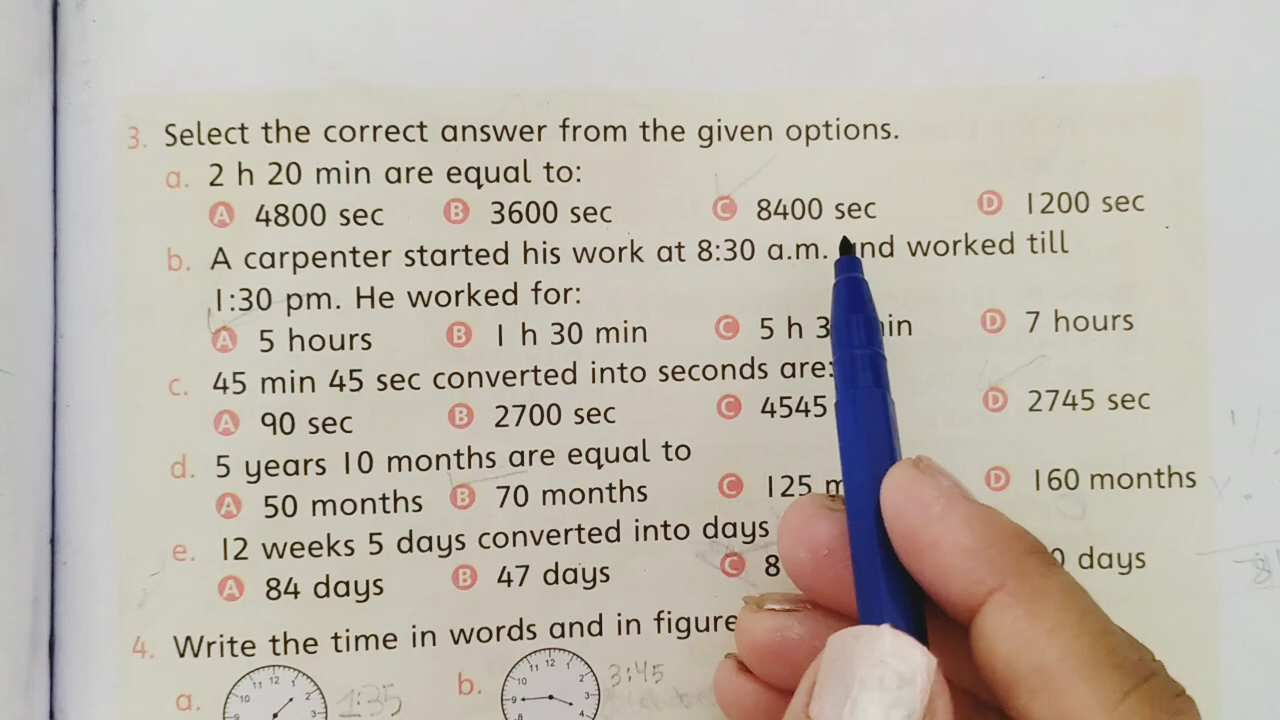 3. Select the correct answer from the given options.
a. 2 h 20 min are equal to:
A 4800 sec B 3600 sec C 8400 sec D 1200 sec
b. A carpenter started his work at 8:30 a.m. and worked till
1:30 pm. He worked for:
A 5 hours B 1 h 30 min C 5 h 3 in D 7 hours
c. 45 min 45 sec converted into seconds are:
A 90 sec B 2700 sec C 4545 D 2745 sec
d. 5 years 10 months are equal to
A 50 months B 70 months C 125 m D 160 months
e. 12 weeks 5 days converted into days
A 84 days B 47 days C 8 days
4. Write the time in words and in figure
a. 1:35 b. 3:45